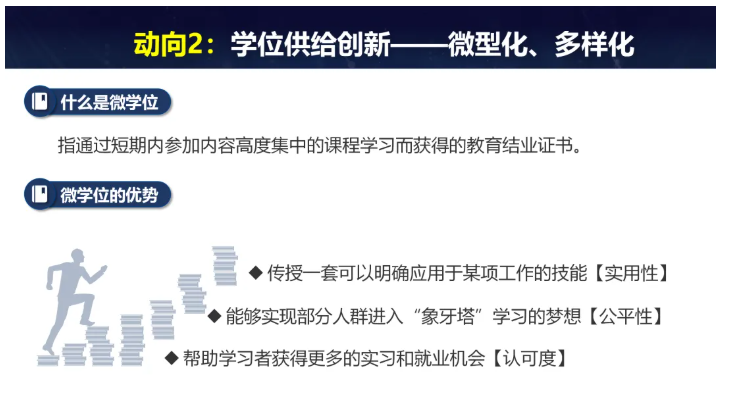 动向2：学位供给创新——微型化、多样化
什么是微学位
指通过短期内参加内容高度集中的课程学习而获得的教育结业证书。
微学位的优势
◆ 传授一套可以明确应用于某项工作的技能【实用性】
◆ 能够实现部分人群进入“象牙塔”学习的梦想【公平性】
◆ 帮助学习者获得更多的实习和就业机会【认可度】